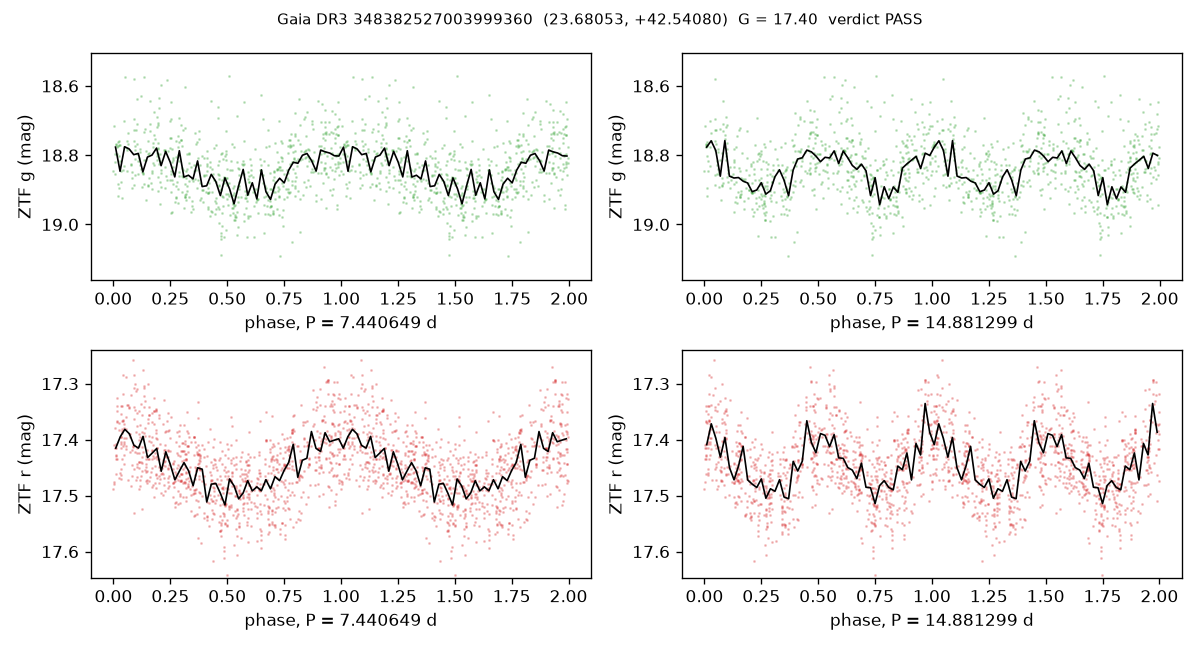 Gaia DR3 348382527003999360 (23.68053, +42.54080) G = 17.40 verdict PASS
ZTF g (mag)
18.6
18.8
19.0
0.00 0.25 0.50 0.75 1.00 1.25 1.50 1.75 2.00
phase, P = 7.440649 d
ZTF g (mag)
18.6
18.8
19.0
0.00 0.25 0.50 0.75 1.00 1.25 1.50 1.75 2.00
phase, P = 14.881299 d
ZTF r (mag)
17.3
17.4
17.5
17.6
0.00 0.25 0.50 0.75 1.00 1.25 1.50 1.75 2.00
phase, P = 7.440649 d
ZTF r (mag)
17.3
17.4
17.5
17.6
0.00 0.25 0.50 0.75 1.00 1.25 1.50 1.75 2.00
phase, P = 14.881299 d